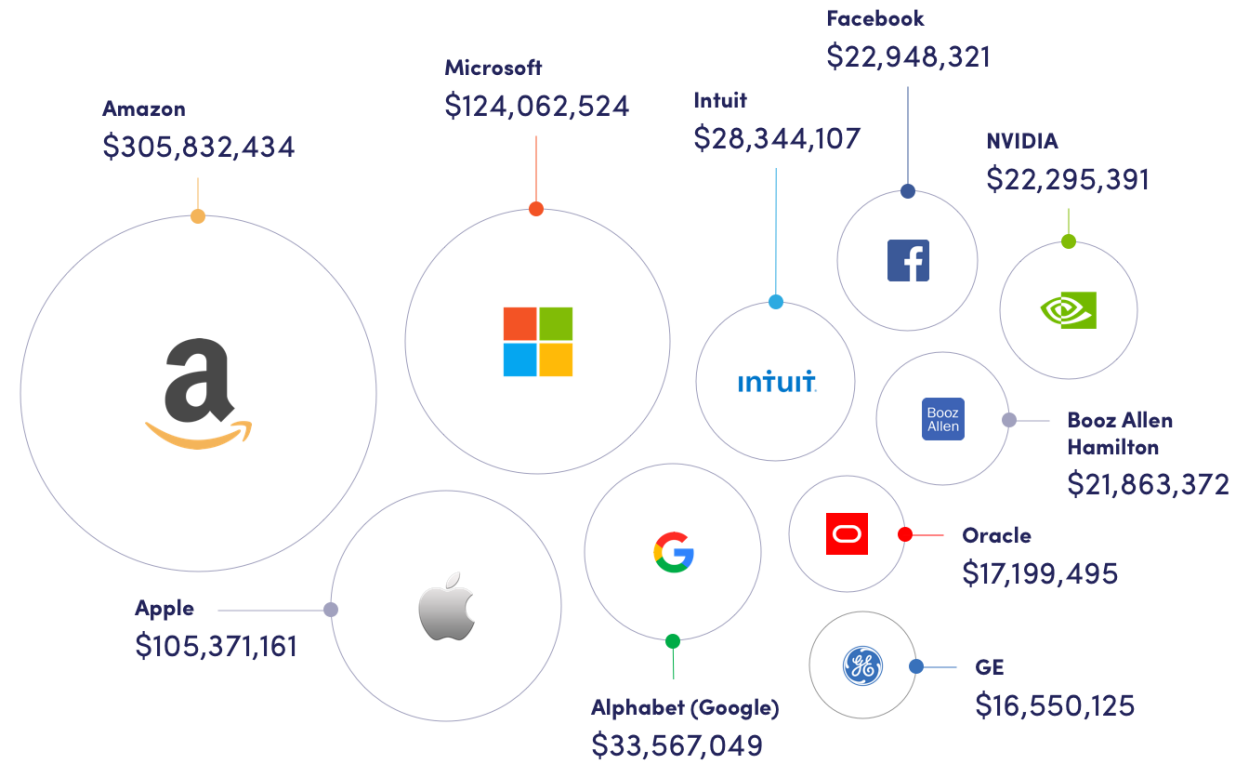 Facebook
$22,948,321
Microsoft
$124,062,524
Intuit
$28,344,107
Amazon
$305,832,434
NVIDIA
$22,295,391
a
f
intuit.
Booz
Allen
Booz Allen
Hamilton
$21,863,372
G
Oracle
$17,199,495
Apple
$105,371,161
GE
GE
$16,550,125
Alphabet (Google)
$33,567,049